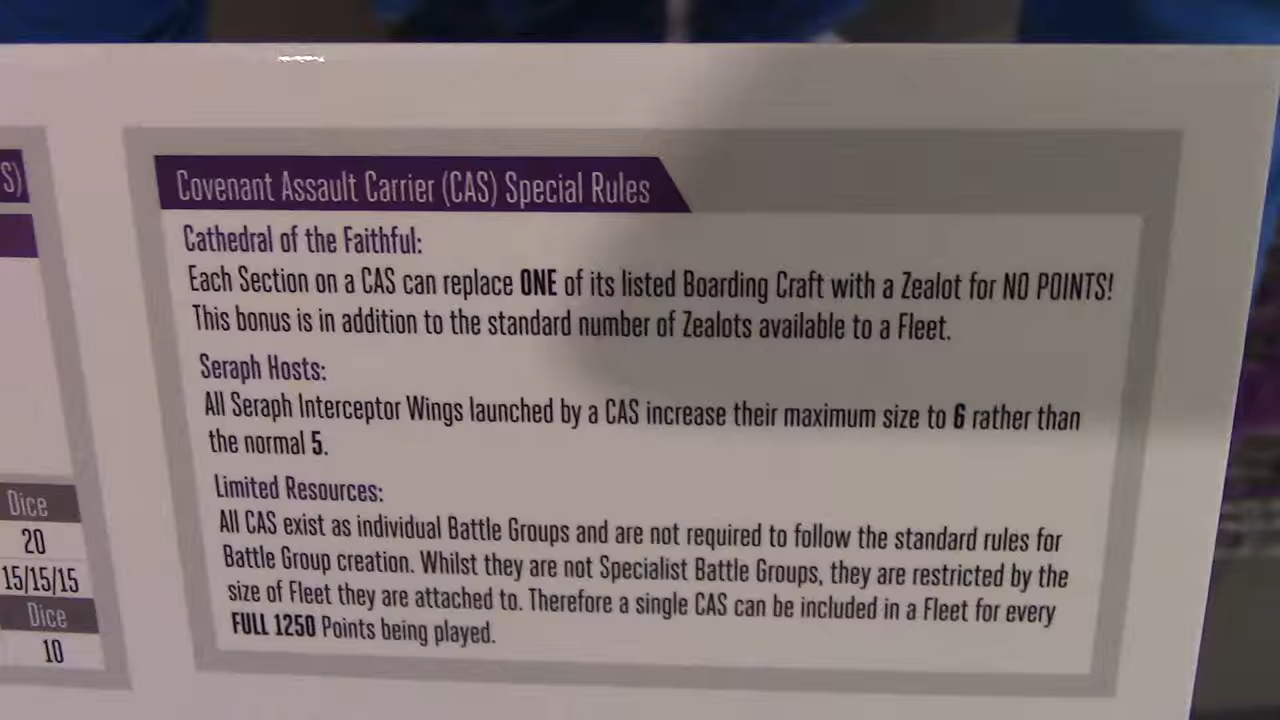 S)
Covenant Assault Carrier (CAS) Special Rules
Cathedral of the Faithful:
Each Section on a CAS can replace ONE of its listed Boarding Craft with a Zealot for NO POINTS!
This bonus is in addition to the standard number of Zealots available to a Fleet.
Seraph Hosts:
All Seraph Interceptor Wings launched by a CAS increase their maximum size to 6 rather than
the normal 5.
Limited Resources:
All CAS exist as individual Battle Groups and are not required to follow the standard rules for
Battle Group creation. Whilst they are not Specialist Battle Groups, they are restricted by the
size of Fleet they are attached to. Therefore a single CAS can be included in a Fleet for every
FULL 1250 Points being played.
Dice
20
15/15/15
Dice
10